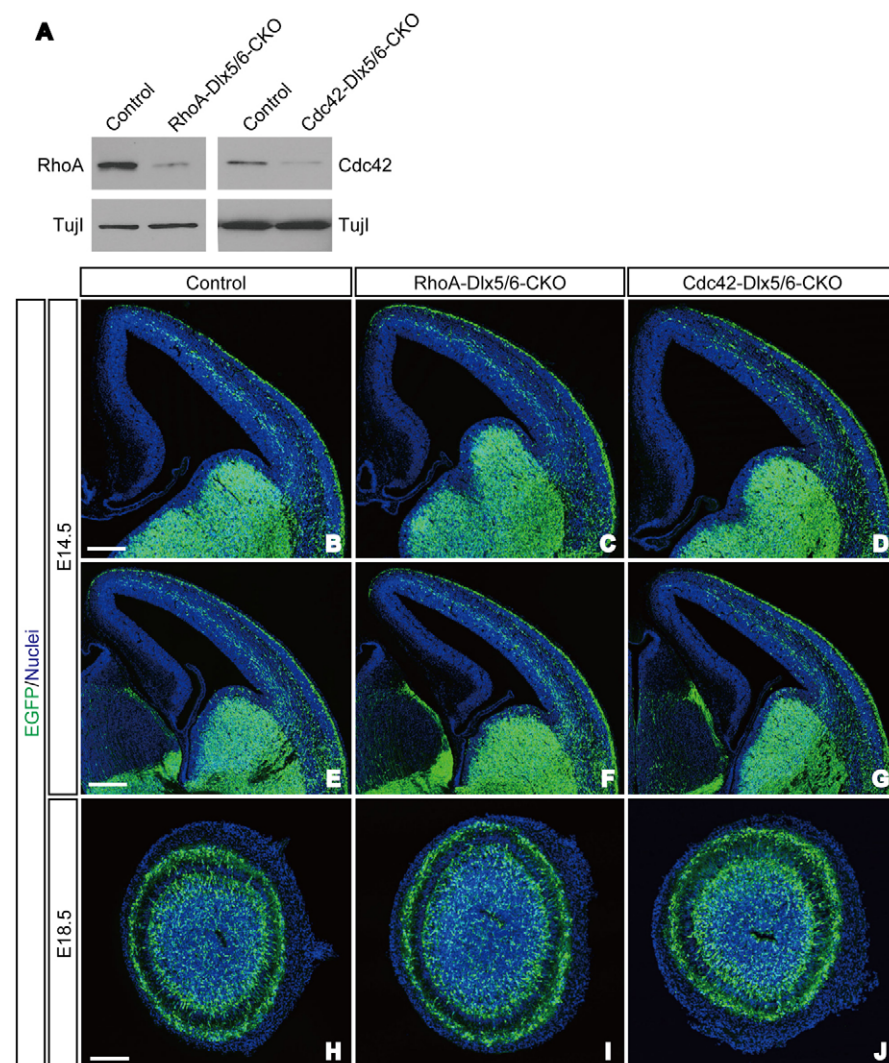 A
Control
RhoA-Dlx5/6-CKO
Control
Cdc42-Dlx5/6-CKO
RhoA
Cdc42
TujI
TujI
Control
RhoA-Dlx5/6-CKO
Cdc42-Dlx5/6-CKO
EGFP/Nuclei
E14.5
B
C
D
E
F
G
E18.5
H
I
J